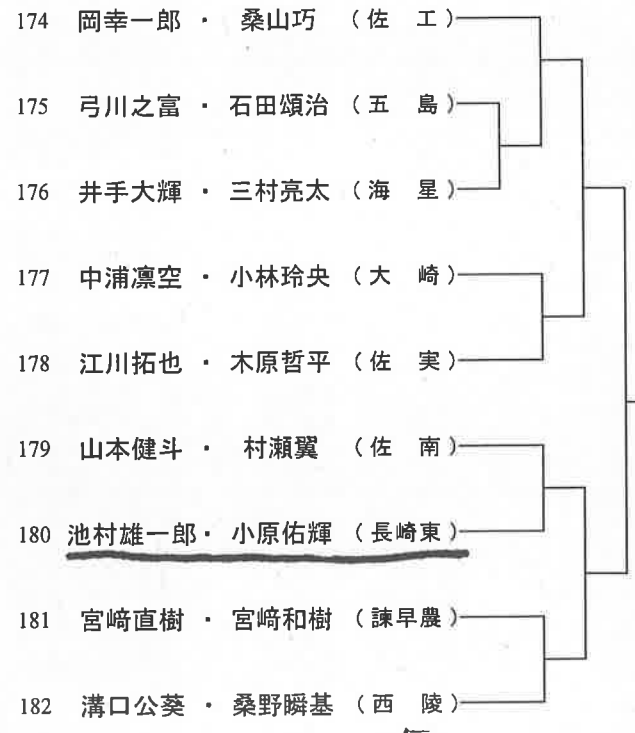 174 岡幸一郎・桑山巧（佐　工）
175 弓川之富・石田頌治（五　島）
176 井手大輝・三村亮太（海　星）
177 中浦凛空・小林玲央（大　崎）
178 江川拓也・木原哲平（佐　実）
179 山本健斗・村瀬翼（佐　南）
180 池村雄一郎・小原佑輝（長崎東）
181 宮﨑直樹・宮﨑和樹（諫早農）
182 溝口公葵・桑野瞬基（西　陵）